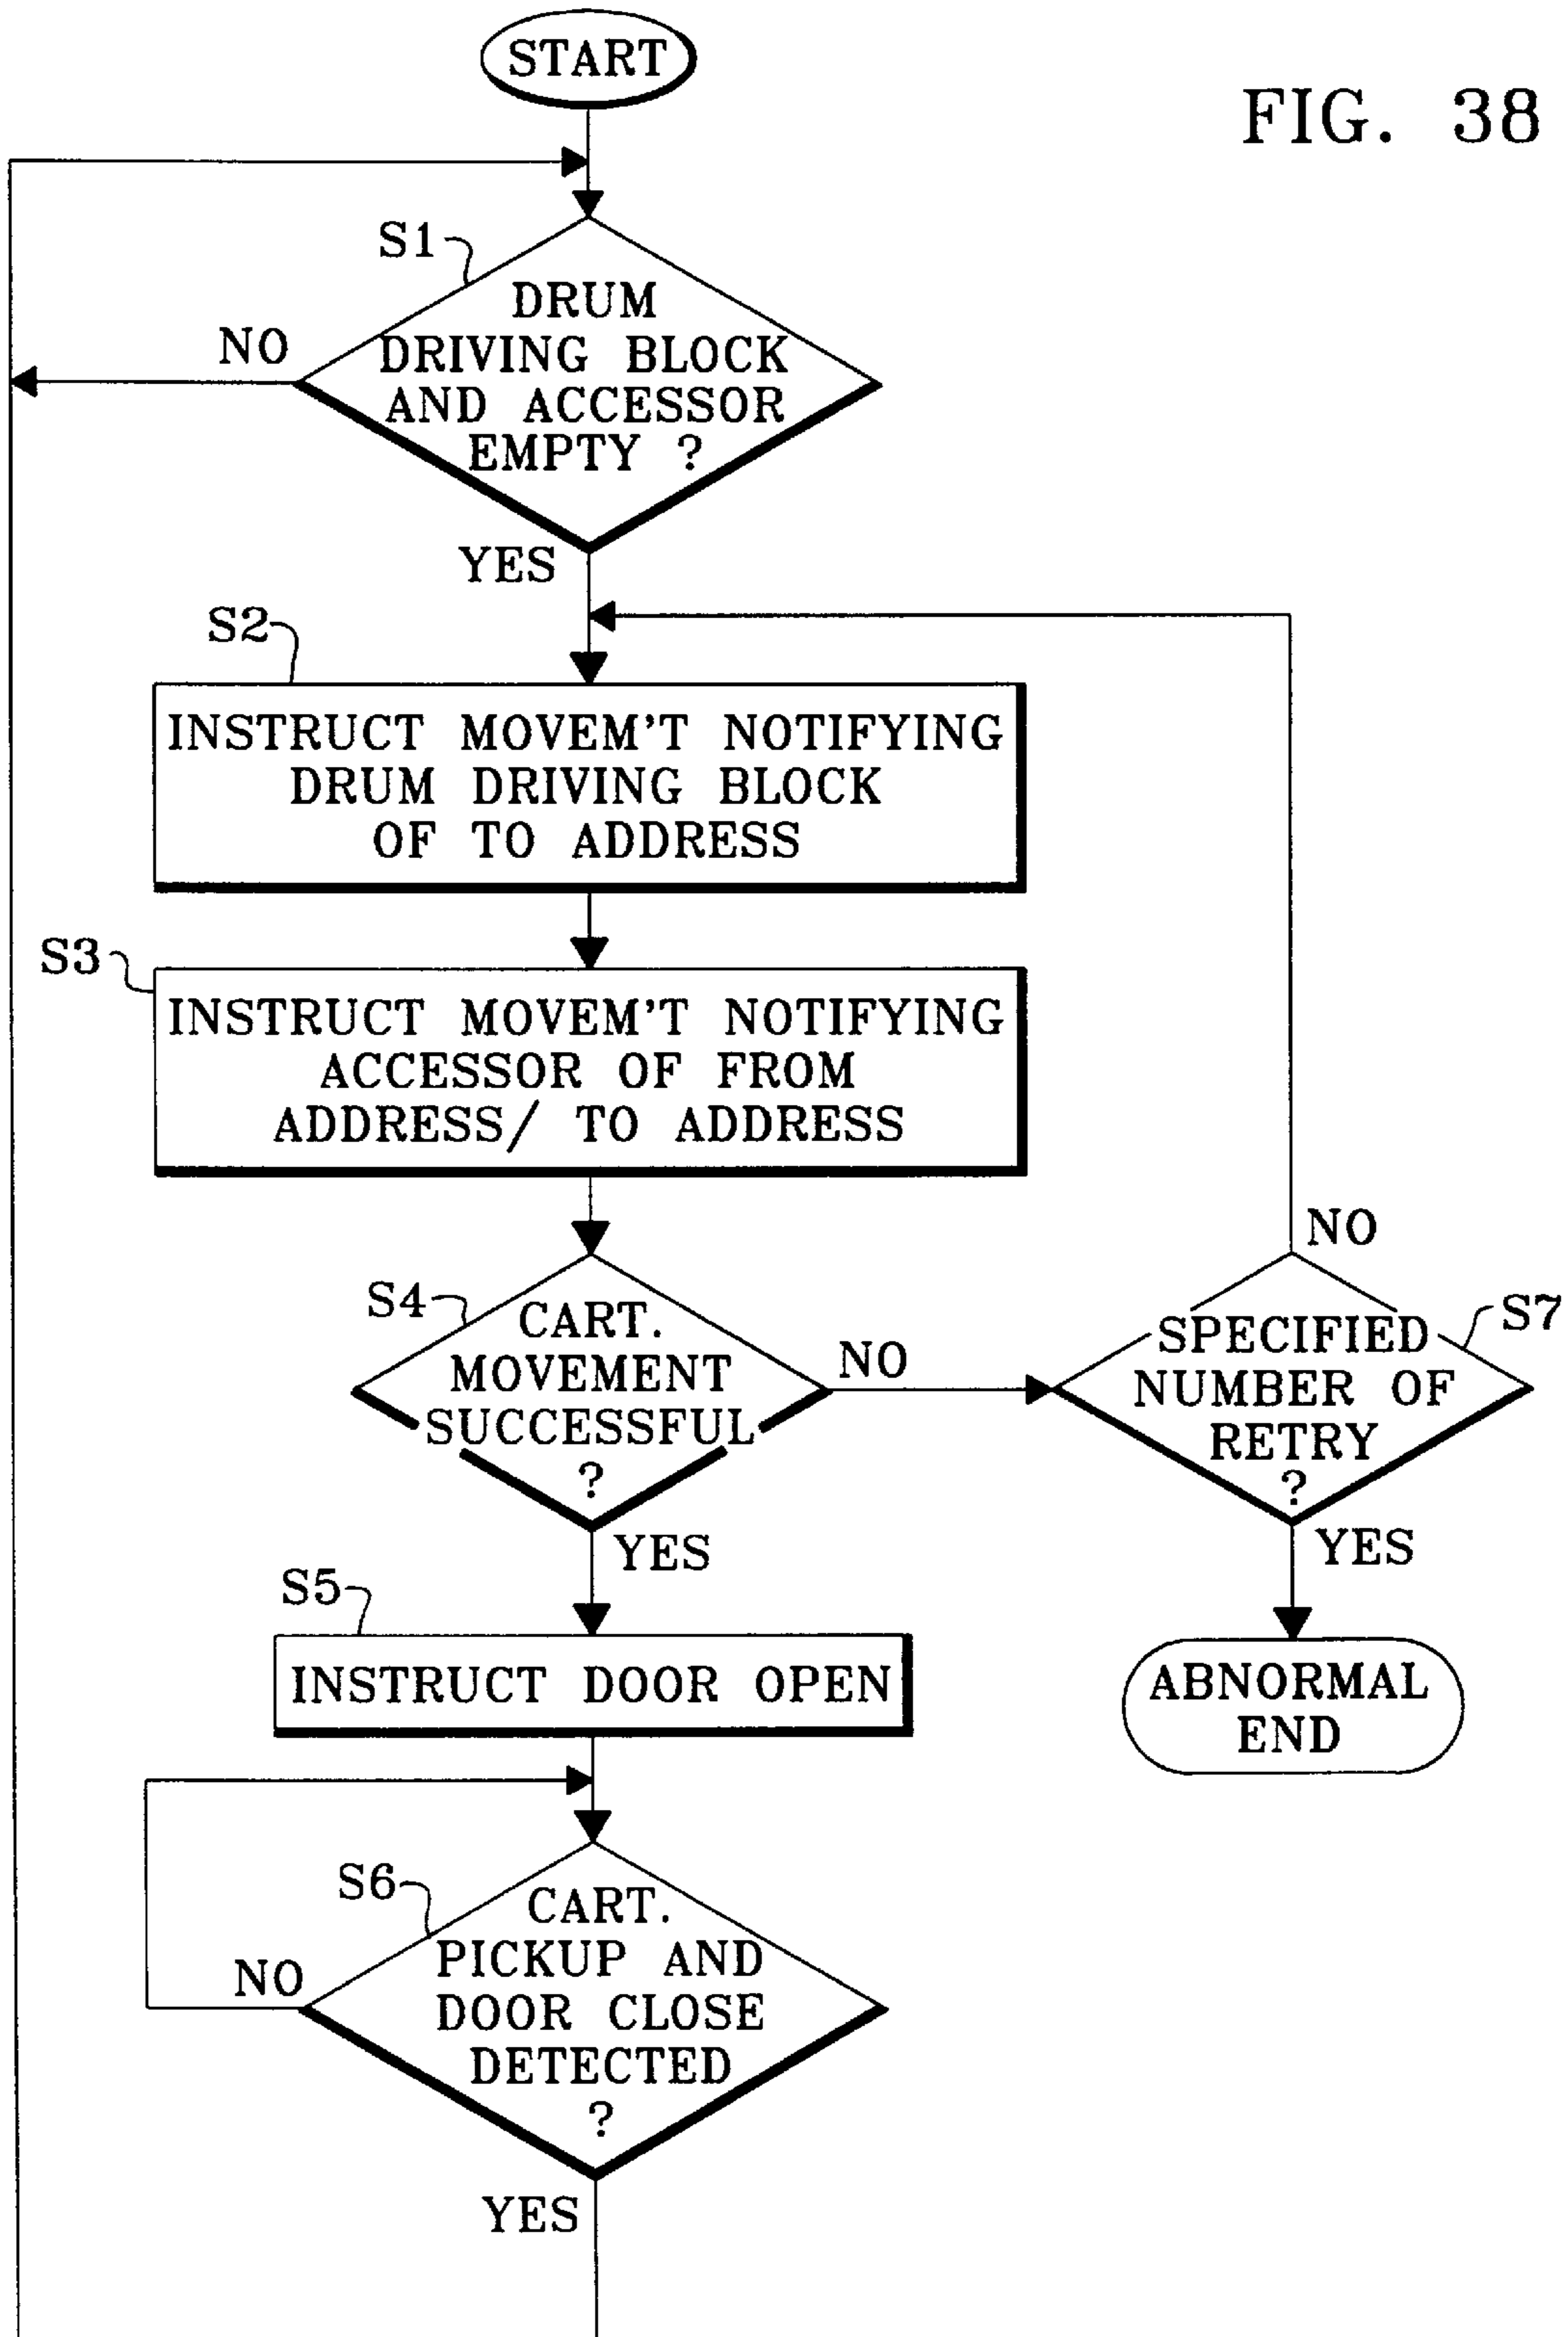 START
FIG. 38
S1
DRUM
DRIVING BLOCK
AND ACCESSOR
EMPTY ?
NO
YES
S2
INSTRUCT MOVEM'T NOTIFYING
DRUM DRIVING BLOCK
OF TO ADDRESS
S3
INSTRUCT MOVEM'T NOTIFYING
ACCESSOR OF FROM
ADDRESS/ TO ADDRESS
S4
CART.
MOVEMENT
SUCCESSFUL
?
NO
YES
S7
SPECIFIED
NUMBER OF
RETRY
?
NO
YES
ABNORMAL
END
S5
INSTRUCT DOOR OPEN
S6
CART.
PICKUP AND
DOOR CLOSE
DETECTED
?
NO
YES